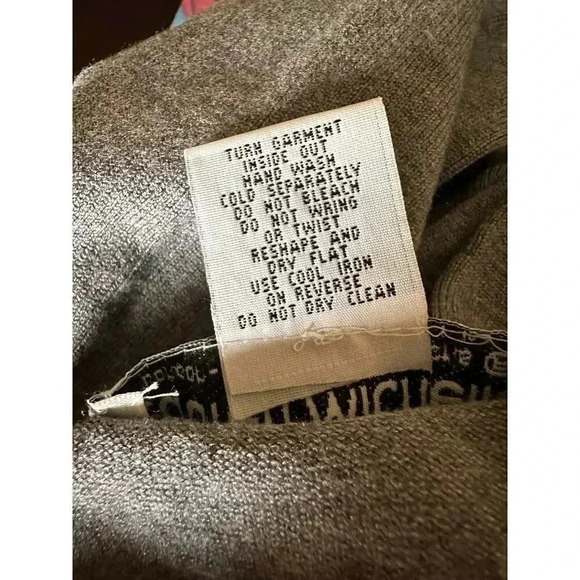 TURN GARMENT
INSIDE OUT
HAND WASH
COLD SEPARATELY
DO NOT BLEACH
DO NOT WRING
OR TWIST
RESHAPE AND
DRY FLAT
USE COOL IRON
ON REVERSE
DO NOT DRY CLEAN